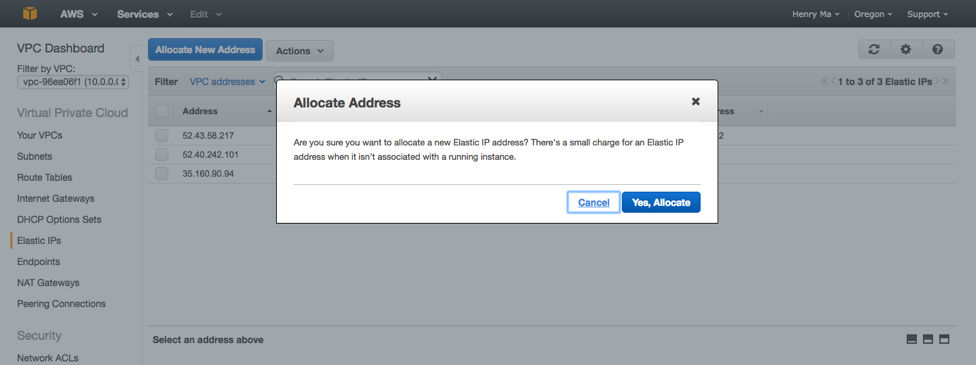 AWS Services Edit Henry Ma Oregon Support
VPC Dashboard
Filter by VPC:
vpc-96ea06f1 (10.0.0.(
Virtual Private Cloud
Your VPCs
Subnets
Route Tables
Internet Gateways
DHCP Options Sets
Elastic IPs
Endpoints
NAT Gateways
Peering Connections
Security
Network ACLs
Allocate New Address Actions
Filter VPC addresses 1 to 3 of 3 Elastic IPs
Address
52.43.58.217
52.40.242.101
35.160.90.94
Allocate Address
Are you sure you want to allocate a new Elastic IP address? There's a small charge for an Elastic IP
address when it isn't associated with a running instance.
Cancel Yes, Allocate
Select an address above